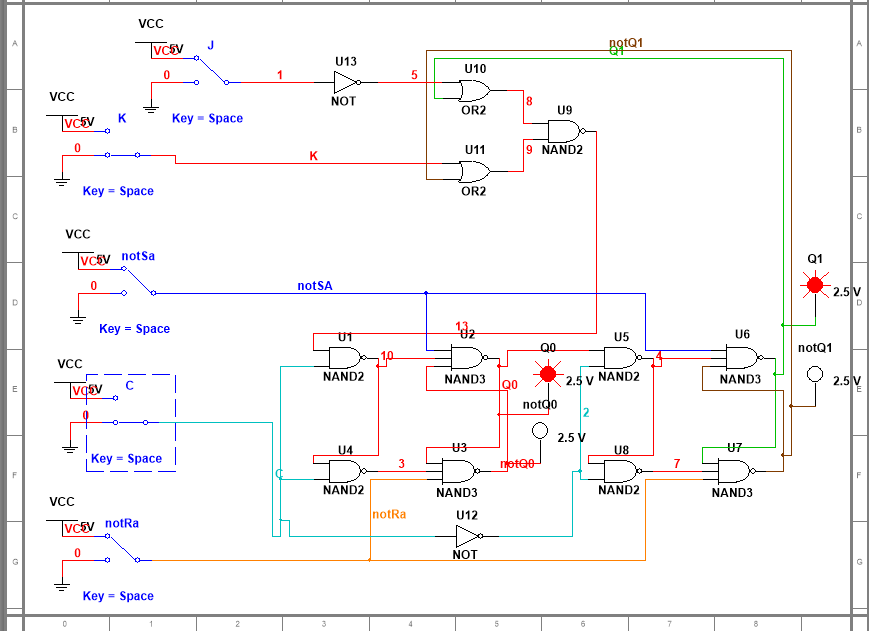 VCC
VCC 5V
J
0
1
U13
NOT
5
U10
OR2
8
notQ1
Q1
Key = Space
VCC
VCC 5V
K
0
K
Key = Space
U11
OR2
9
U9
NAND2
VCC
VCC 5V
notSa
0
notSA
Key = Space
Q1
2.5 V
13
U1
NAND2
10
U2
NAND3
Q0
2.5 V
Q0
U5
NAND2
4
U6
NAND3
notQ1
2.5 V
VCC
VCC 5V
C
0
Key = Space
C
notQ0
2.5 V
2
U4
NAND2
3
U3
NAND3
notQ0
U8
NAND2
7
U7
NAND3
VCC
VCC 5V
notRa
0
Key = Space
notRa
U12
NOT
A
B
C
D
E
F
G
A
B
C
D
E
F
G
0 1 2 3 4 5 6 7 8